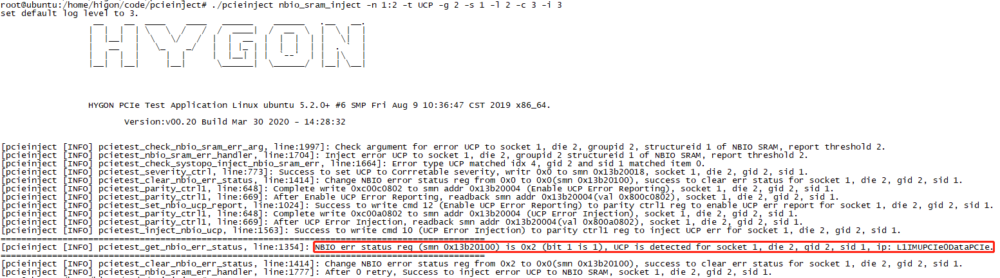 root@ubuntu:/home/higon/code/pcieinject# ./pcieinject nbio_sram_inject -n 1:2 -t UCP -g 2 -s 1 -l 2 -c 3 -i 3
set default log level to 3.
HYGON
HYGON PCIe Test Application Linux ubuntu 5.2.0+ #6 SMP Fri Aug 9 10:36:47 CST 2019 x86_64.
Version:v00.20 Build Mar 30 2020 - 14:28:32
[pcieinject [INFO] pcietest_check_nbio_sram_err_arg, line:1997]: Check argument for error UCP to socket 1, die 2, groupid 2, structureid 1 of NBIO SRAM, report threshold 2.
[pcieinject [INFO] pcietest_nbio_sram_err_handler, line:1704]: Inject error UCP to socket 1, die 2, groupid 2 structureid 1 of NBIO SRAM, report threshold 2.
[pcieinject [INFO] pcietest_check_systopo_inject_nbio_sram_err, line:1664]: Error type UCP matched idx 4, gid 2 and sid 1 matched item 0.
[pcieinject [INFO] pcietest_severity_ctrl, line:773]: Success to set UCP to Corrretable severity, writr 0x0 to smn 0x13b20018, socket 1, die 2, gid 2, sid 1.
[pcieinject [INFO] pcietest_clear_nbio_err_status, line:1414]: Change NBIO error status reg from 0x0 to 0x0(smn 0x13b20100), success to clear err status for socket 1, die 2, gid 2, sid 1.
[pcieinject [INFO] pcietest_parity_ctrl1, line:648]: Complete write 0xc00c0802 to smn addr 0x13b20004 (Enable UCP Error Reporting), socket 1, die 2, gid 2, sid 1.
[pcieinject [INFO] pcietest_parity_ctrl1, line:669]: After Enable UCP Error Reporting, readback smn addr 0x13b20004(val 0x800c0802), socket 1, die 2, gid 2, sid 1.
[pcieinject [INFO] pcietest_set_nbio_ucp_report, line:1024]: Success to write cmd 12 (Enable UCP Error Reporting) to parity ctrl1 reg to enable UCP err report for socket 1, die 2, gid 2, sid 1.
[pcieinject [INFO] pcietest_parity_ctrl1, line:648]: Complete write 0xc00a0802 to smn addr 0x13b20004 (UCP Error Injection), socket 1, die 2, gid 2, sid 1.
[pcieinject [INFO] pcietest_parity_ctrl1, line:669]: After UCP Error Injection, readback smn addr 0x13b20004(val 0x800a0802), socket 1, die 2, gid 2, sid 1.
[pcieinject [INFO] pcietest_inject_nbio_ucp, line:1563]: Success to write cmd 10 (UCP Error Injection) to parity ctrl1 reg to inject UCP err for socket 1, die 2, gid 2, sid 1.
[pcieinject [INFO] pcietest_get_nbio_err_status, line:1354]: NBIO err status reg (smn 0x13b20100) is 0x2 (bit 1 is 1), UCP is detected for socket 1, die 2, gid 2, sid 1, ip: L1IMUPCIe0DataPCIe.
[pcieinject [INFO] pcietest_clear_nbio_err_status, line:1414]: Change NBIO error status reg from 0x2 to 0x0(smn 0x13b20100), success to clear err status for socket 1, die 2, gid 2, sid 1.
[pcieinject [INFO] pcietest_nbio_sram_err_handler, line:1777]: After 0 retry, Success to inject error UCP to NBIO SRAM, socket 1, die 2, gid 2, sid 1.